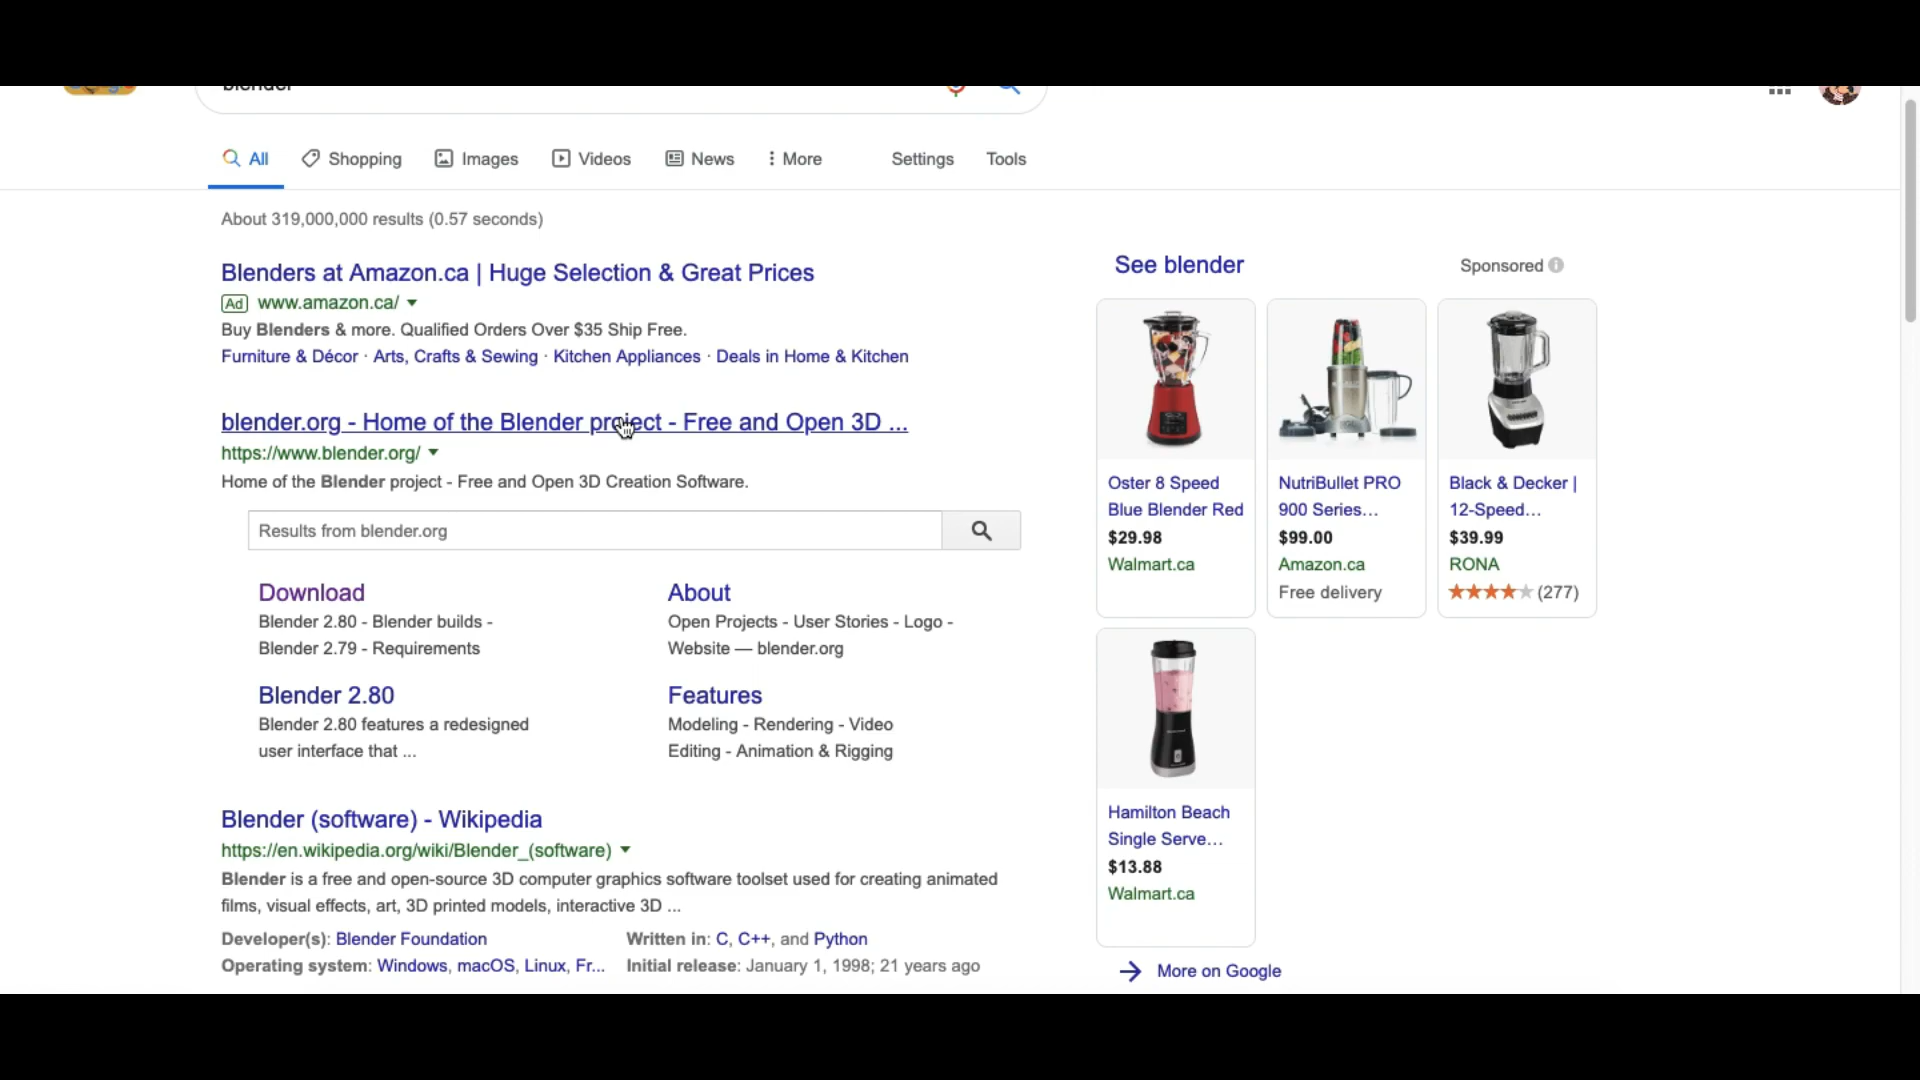 blender
All Shopping Images Videos News More Settings Tools
About 319,000,000 results (0.57 seconds)
Blenders at Amazon.ca | Huge Selection & Great Prices
Ad www.amazon.ca/
Buy Blenders & more. Qualified Orders Over $35 Ship Free.
Furniture & Décor · Arts, Crafts & Sewing · Kitchen Appliances · Deals in Home & Kitchen
blender.org - Home of the Blender project - Free and Open 3D ...
https://www.blender.org/
Home of the Blender project - Free and Open 3D Creation Software.
Results from blender.org
Download
Blender 2.80 - Blender builds -
Blender 2.79 - Requirements
About
Open Projects - User Stories - Logo -
Website — blender.org
Blender 2.80
Blender 2.80 features a redesigned
user interface that ...
Features
Modeling - Rendering - Video
Editing - Animation & Rigging
Blender (software) - Wikipedia
https://en.wikipedia.org/wiki/Blender_(software)
Blender is a free and open-source 3D computer graphics software toolset used for creating animated
films, visual effects, art, 3D printed models, interactive 3D ...
Developer(s): Blender Foundation
Written in: C, C++, and Python
Operating system: Windows, macOS, Linux, Fr...
Initial release: January 1, 1998; 21 years ago
See blender
Sponsored
Oster 8 Speed
Blue Blender Red
$29.98
Walmart.ca
NutriBullet PRO
900 Series...
$99.00
Amazon.ca
Free delivery
Black & Decker |
12-Speed...
$39.99
RONA
(277)
Hamilton Beach
Single Serve...
$13.88
Walmart.ca
More on Google